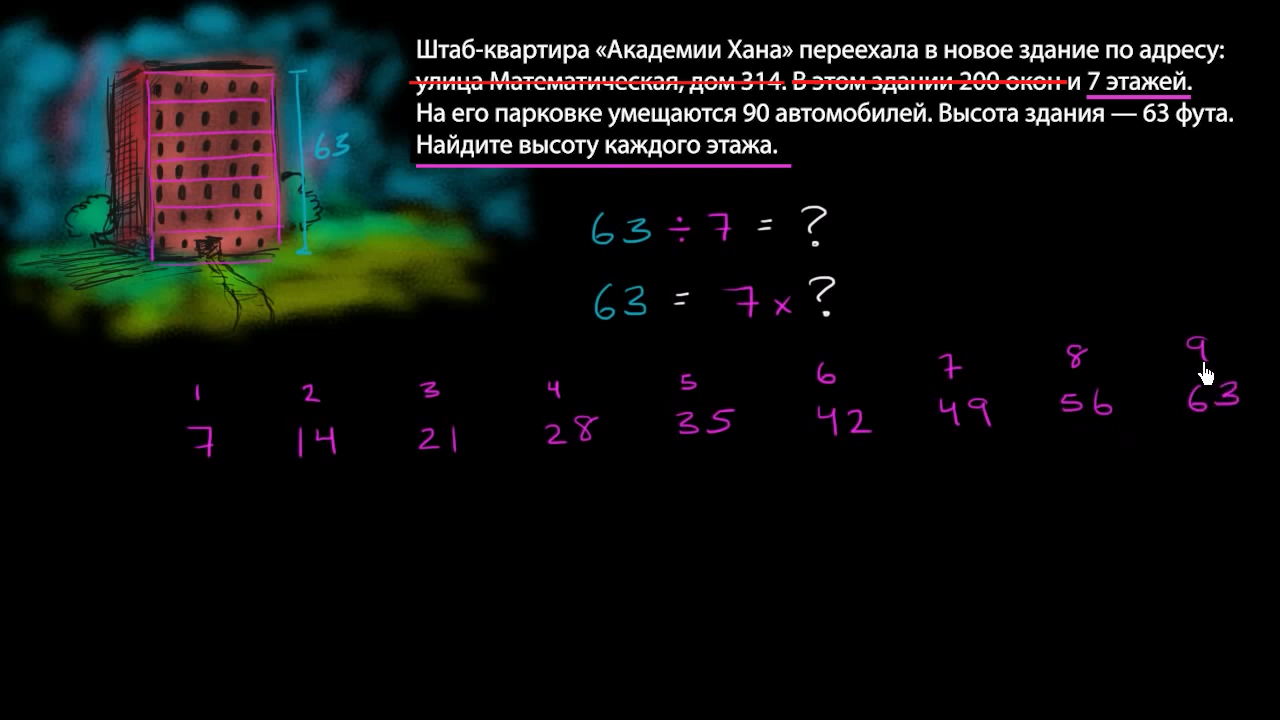 Штаб-квартира «Академии Хана» переехала в новое здание по адресу:
улица Математическая, дом 314. В этом здании 200 окон и 7 этажей.
На его парковке умещаются 90 автомобилей. Высота здания — 63 фута.
Найдите высоту каждого этажа.
63
63 ÷ 7 = ?
63 = 7 x ?
1 2 3 4 5 6 7 8 9
7 14 21 28 35 42 49 56 63